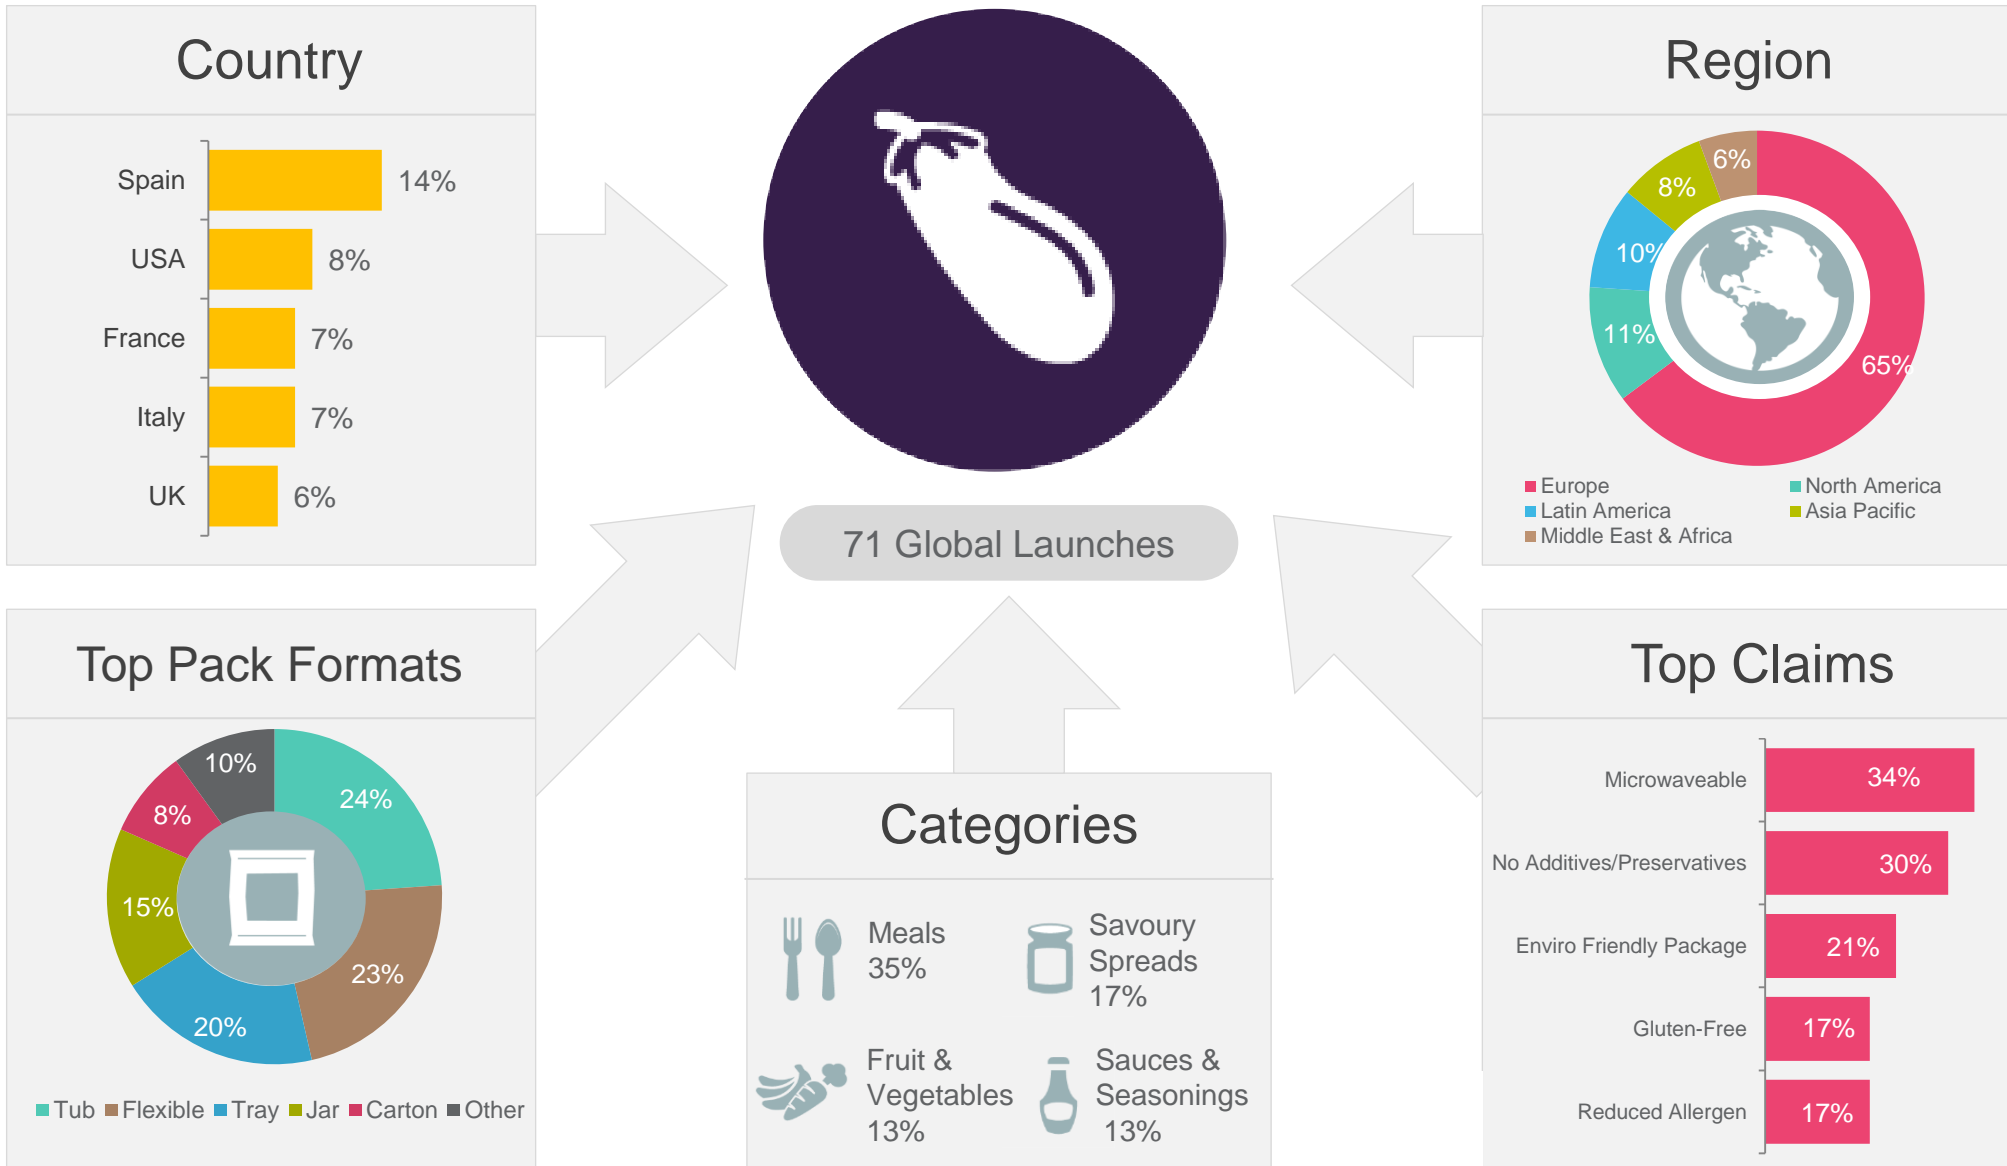 Country
Spain 14%
USA 8%
France 7%
Italy 7%
UK 6%
71 Global Launches
Region
6%
8%
10%
11%
65%
Europe North America
Latin America Asia Pacific
Middle East & Africa
Top Pack Formats
10%
24%
8%
15%
23%
20%
Tub Flexible Tray Jar Carton Other
Categories
Meals
35%
Savoury
Spreads
17%
Fruit &
Vegetables
13%
Sauces &
Seasonings
13%
Top Claims
Microwaveable 34%
No Additives/Preservatives 30%
Enviro Friendly Package 21%
Gluten-Free 17%
Reduced Allergen 17%